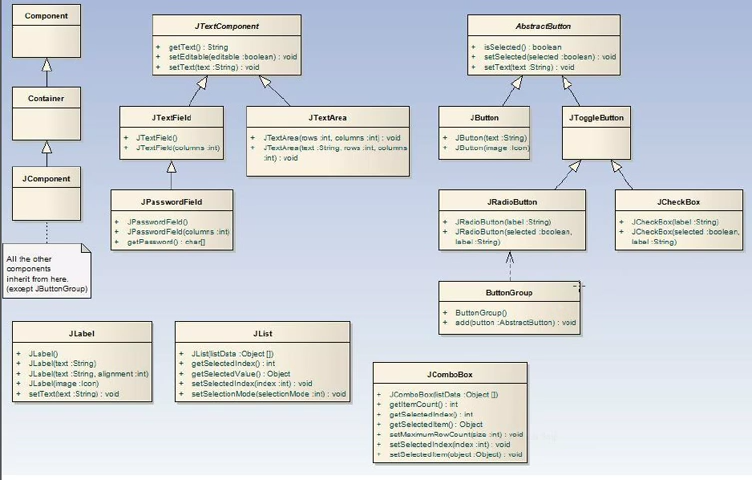 Component
Container
JComponent
All the other
components
inherit from here.
(except JButtonGroup)
JTextComponent
+ getText() : String
+ setEditable(editable :boolean) : void
+ setText(text :String) : void
JTextField
+ JTextField()
+ JTextField(columns :int)
JTextArea
+ JTextArea(rows :int, columns :int) : void
+ JTextArea(text :String, rows :int, columns
:int) : void
JPasswordField
+ JPasswordField()
+ JPasswordField(columns :int)
+ getPassword() : char[]
AbstractButton
+ isSelected() : boolean
+ setSelected(selected :boolean) : void
+ setText(text :String) : void
JButton
+ JButton(text :String)
+ JButton(image :Icon)
JToggleButton
JRadioButton
+ JRadioButton(label :String)
+ JRadioButton(selected :boolean,
label :String)
JCheckBox
+ JCheckBox(label :String)
+ JCheckBox(selected :boolean,
label :String)
ButtonGroup
+ ButtonGroup()
+ add(button :AbstractButton) : void
JLabel
+ JLabel()
+ JLabel(text :String)
+ JLabel(text :String, alignment :int)
+ JLabel(image :Icon)
+ setText(text :String) : void
JList
+ JList(listData :Object [])
+ getSelectedIndex() : int
+ getSelectedValue() : Object
+ setSelectedIndex(index :int) : void
+ setSelectionMode(selectionMode :int) : void
JComboBox
+ JComboBox(listData :Object [])
+ getItemCount() : int
+ getSelectedIndex() : int
+ getSelectedItem() : Object
+ setMaximumRowCount(size :int) : void
+ setSelectedIndex(index :int) : void
+ setSelectedItem(object :Object) : void